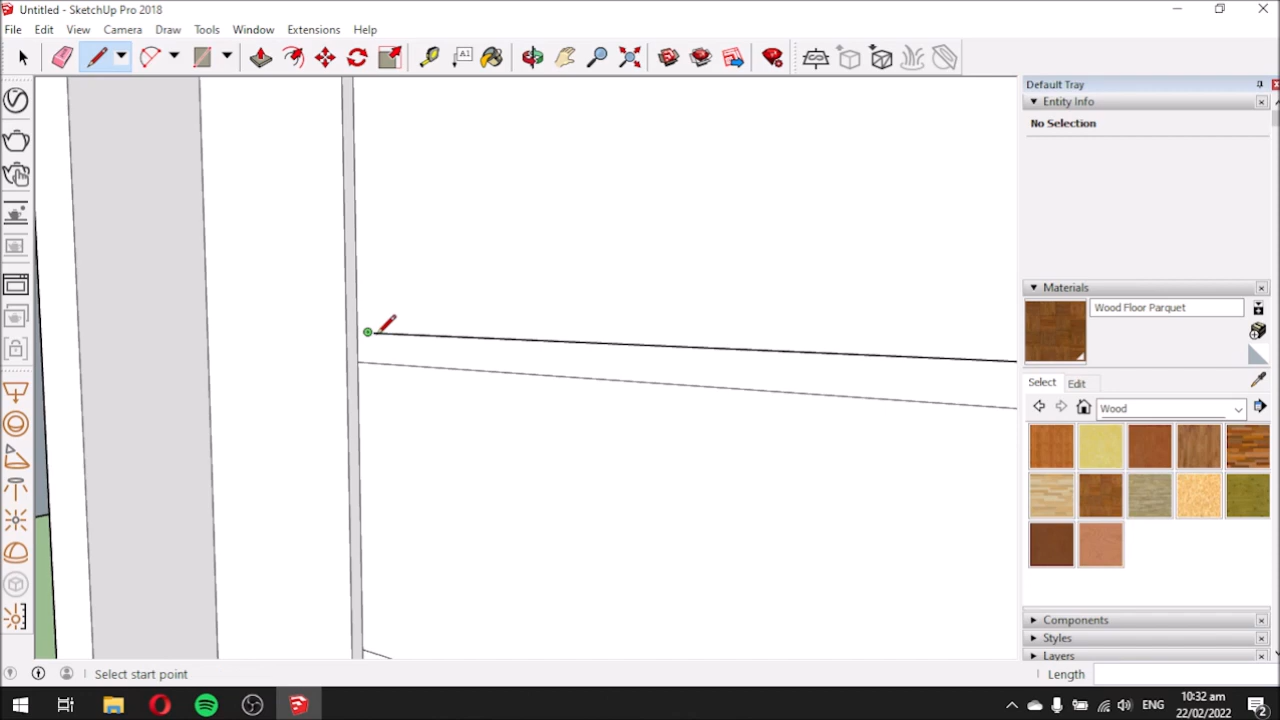 Untitled - SketchUp Pro 2018
File Edit View Camera Draw Tools Window Extensions Help
A1
Default Tray
Entity Info
No Selection
Materials
Wood Floor Parquet
Select Edit
Wood
Components
Styles
Layers
Select start point
Length
ENG
10:32 am
22/02/2022
2